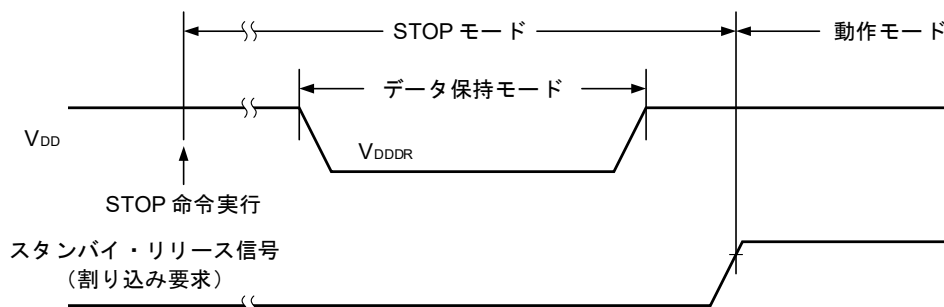 STOP モード
動作モード
データ保持モード
VDD
VDDDR
STOP 命令実行
スタンバイ・リリース信号
(割り込み要求)